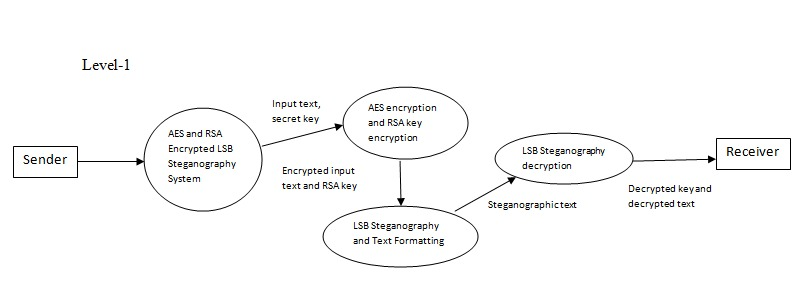 Level-1
Sender
AES and RSA
Encrypted LSB
Steganography
System
Input text,
secret key
AES encryption
and RSA key
encryption
Encrypted input
text and RSA key
LSB Steganography
and Text Formatting
Steganographic text
LSB Steganography
decryption
Decrypted key and
decrypted text
Receiver